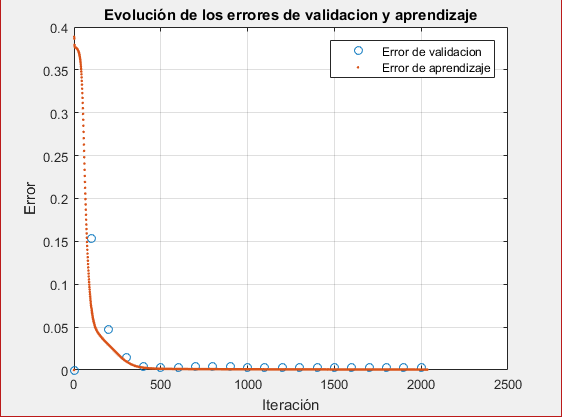 Evolución de los errores de validacion y aprendizaje
Error de validacion
Error de aprendizaje
Error
0.4
0.35
0.3
0.25
0.2
0.15
0.1
0.05
0
0 500 1000 1500 2000 2500
Iteración